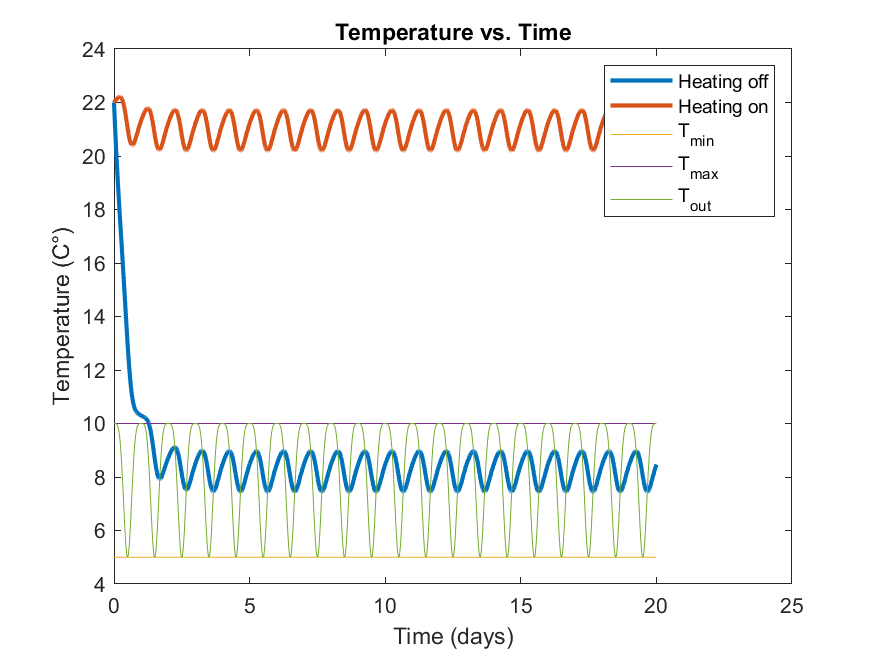 Temperature vs. Time
Heating off
Heating on
T_min
T_max
T_out
24
22
20
18
16
14
12
10
8
6
4
Temperature (C°)
0
5
10
15
20
25
Time (days)